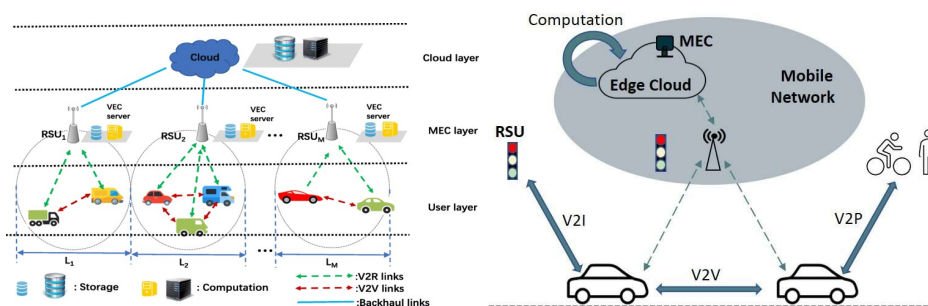 Cloud
Cloud layer
VEC
server
VEC
server
VEC
server
RSU₁
RSU₂
RSUM
...
MEC layer
User layer
...
L₁
L₂
LM
: Storage
: Computation
:V2R links
:V2V links
:Backhaul links
Computation
MEC
Edge Cloud
Mobile
Network
RSU
V2I
V2P
V2V